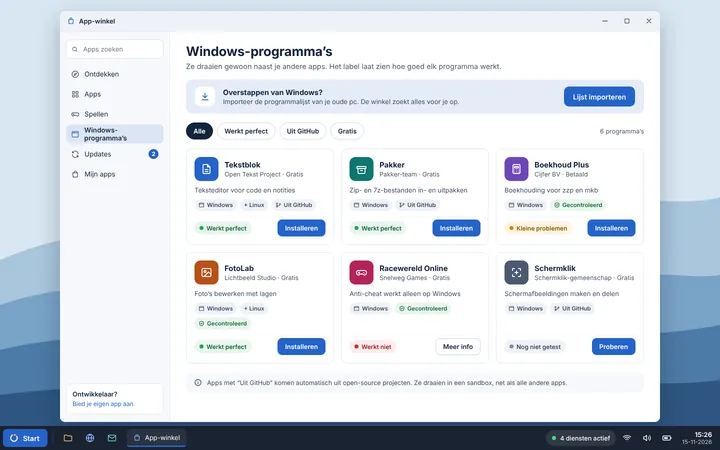 App-winkel
Apps zoeken
Ontdekken
Apps
Spellen
Windows-
programma’s
Updates
2
Mijn apps
Ontwikkelaar?
Bied je eigen app aan
Windows-programma’s
Ze draaien gewoon naast je andere apps. Het label laat zien hoe goed elk programma werkt.
Overstappen van Windows?
Importeer de programmalijst van je oude pc. De winkel zoekt alles voor je op.
Lijst importeren
Alle
Werkt perfect
Uit GitHub
Gratis
6 programma’s
Tekstblok
Open Tekst Project · Gratis
Teksteditor voor code en notities
Windows
+ Linux
Uit GitHub
Werkt perfect
Installeren
Pakker
Pakker-team · Gratis
Zip- en 7z-bestanden in- en uitpakken
Windows
Uit GitHub
Werkt perfect
Installeren
Boekhoud Plus
Cijfer BV · Betaald
Boekhouding voor zzp en mkb
Windows
Gecontroleerd
Kleine problemen
Installeren
FotoLab
Lichtbeeld Studio · Gratis
Foto’s bewerken met lagen
Windows
+ Linux
Gecontroleerd
Werkt perfect
Installeren
Racewereld Online
Snelweg Games · Gratis
Anti-cheat werkt alleen op Windows
Windows
Gecontroleerd
Werkt niet
Meer info
Schermklik
Schermklik-gemeenschap · Gratis
Schermafbeeldingen maken en delen
Windows
Uit GitHub
Nog niet getest
Proberen
Apps met “Uit GitHub” komen automatisch uit open-source projecten. Ze draaien in een sandbox, net als alle andere apps.
Start
App-winkel
4 diensten actief
15:26
15-11-2026